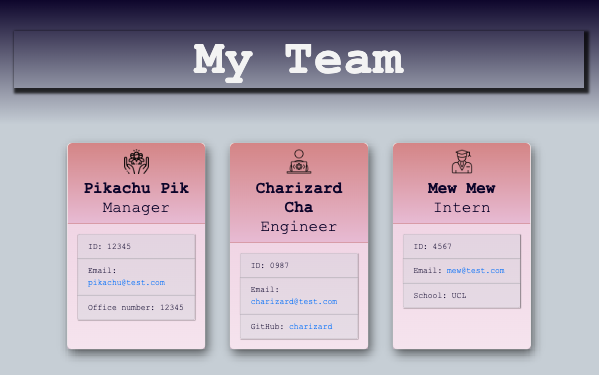 My Team
Pikachu Pik
Manager
ID: 12345
Email:
pikachu@test.com
Office number: 12345
Charizard
Cha
Engineer
ID: 0987
Email:
charizard@test.com
GitHub: charizard
Mew Mew
Intern
ID: 4567
Email: mew@test.com
School: UCL